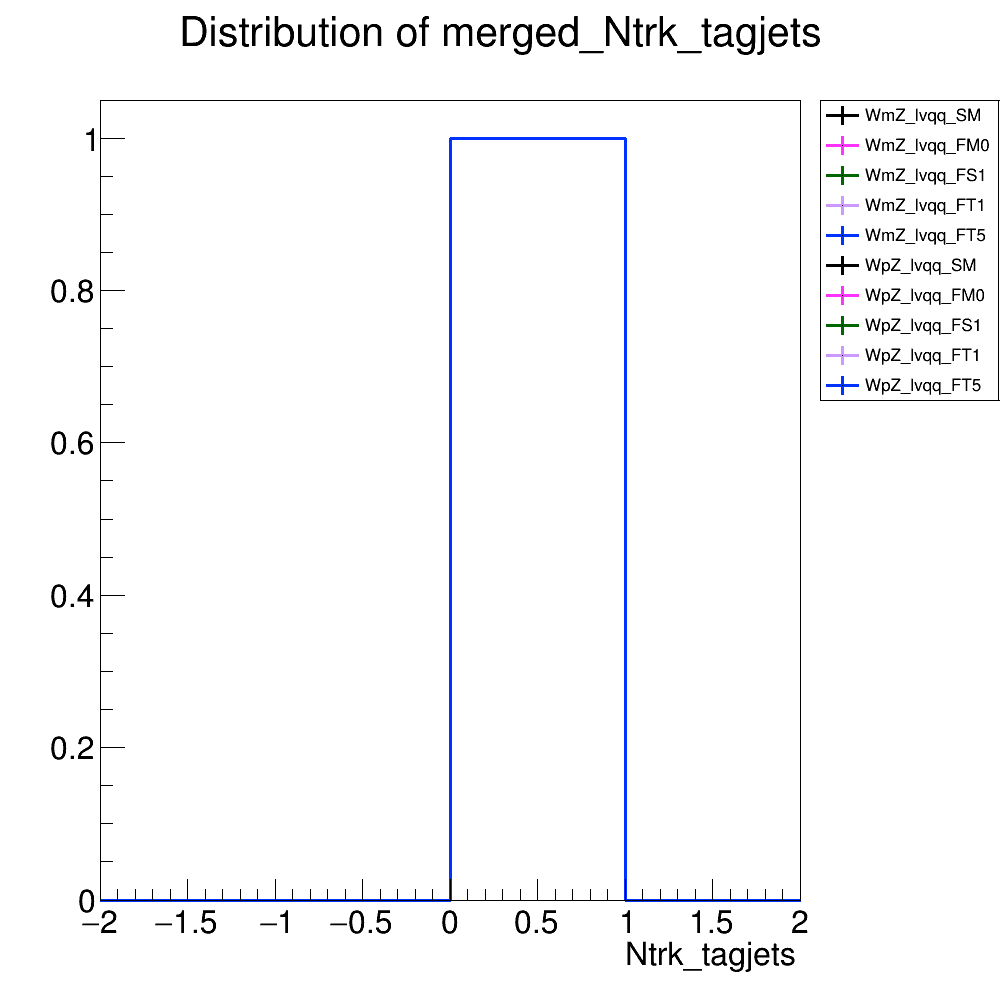 Distribution of merged_Ntrk_tagjets
WmZ_lvqq_SM
WmZ_lvqq_FM0
WmZ_lvqq_FS1
WmZ_lvqq_FT1
WmZ_lvqq_FT5
WpZ_lvqq_SM
WpZ_lvqq_FM0
WpZ_lvqq_FS1
WpZ_lvqq_FT1
WpZ_lvqq_FT5
1
0.8
0.6
0.4
0.2
0
−2 −1.5 −1 −0.5 0 0.5 1 1.5 2
Ntrk_tagjets